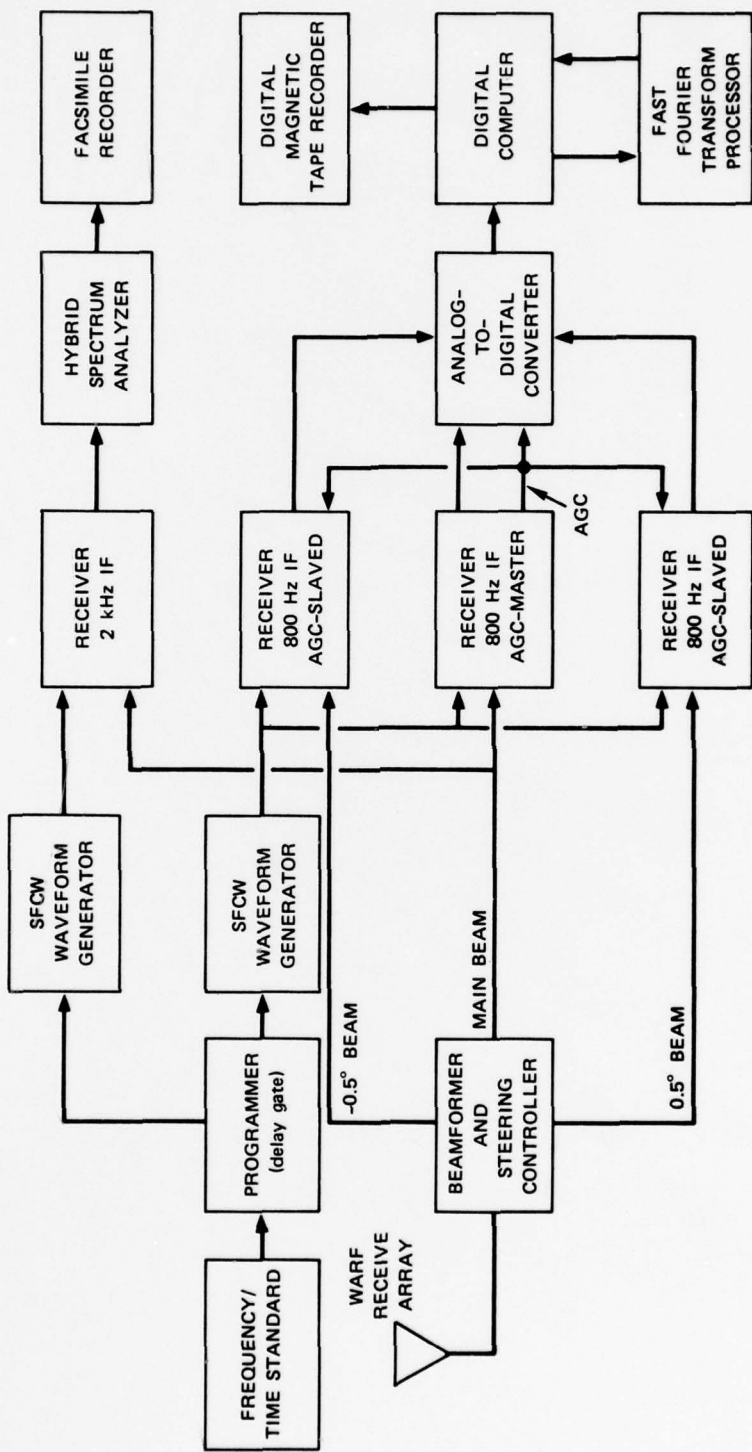 FACSIMILE
RECORDER
HYBRID
SPECTRUM
ANALYZER
RECEIVER
2 kHz IF
SFCW
WAVEFORM
GENERATOR
DIGITAL
MAGNETIC
TAPE RECORDER
DIGITAL
COMPUTER
FAST
FOURIER
TRANSFORM
PROCESSOR
ANALOG–
TO–
DIGITAL
CONVERTER
RECEIVER
800 Hz IF
AGC-SLAVED
RECEIVER
800 Hz IF
AGC-MASTER
AGC
RECEIVER
800 Hz IF
AGC-SLAVED
SFCW
WAVEFORM
GENERATOR
PROGRAMMER
(delay gate)
FREQUENCY/
TIME STANDARD
–0.5° BEAM
MAIN BEAM
0.5° BEAM
BEAMFORMER
AND
STEERING
CONTROLLER
WARF
RECEIVE
ARRAY